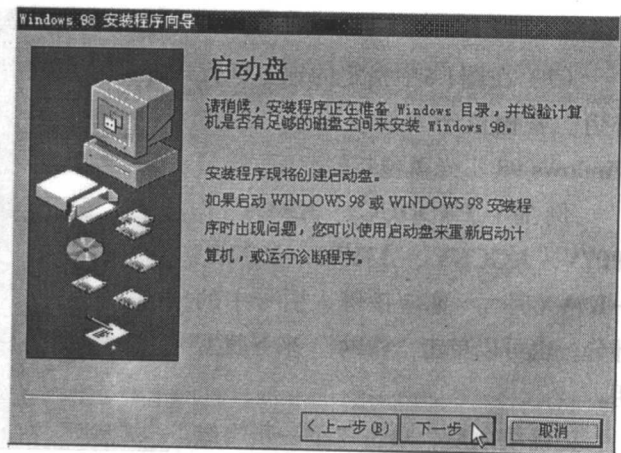 Windows 98 安装程序向导
启动盘
请稍候，安装程序正在准备 Windows 目录，并检验计算
机是否有足够的磁盘空间来安装 Windows 98。
安装程序现将创建启动盘。
如果启动 WINDOWS 98 或 WINDOWS 98 安装程
序时出现问题，您可以使用启动盘来重新启动计
算机，或运行诊断程序。
< 上一步(B) 下一步 取消